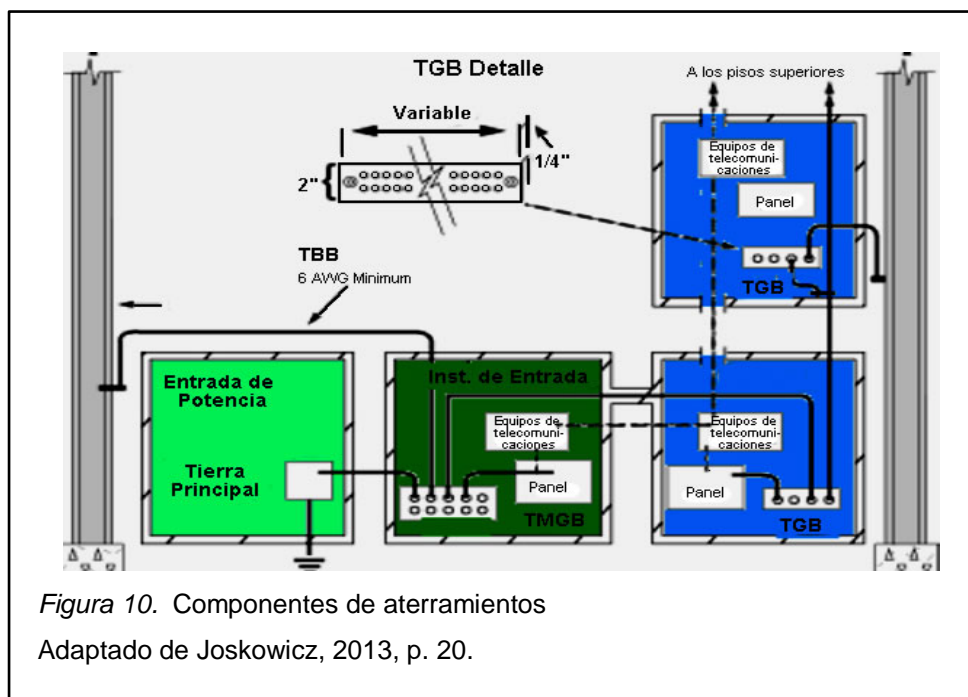 TGB Detalle
A los pisos superiores
Variable
1/4"
2"
Equipos de
telecomuni-
caciones
Panel
TGB
TBB
6 AWG Minimum
Entrada de
Potencia
Tierra
Principal
Inst. de Entrada
Equipos de
telecomuni-
caciones
Panel
TMGB
Equipos de
telecomuni-
caciones
Panel
TGB
Figura 10. Componentes de aterramientos
Adaptado de Joskowicz, 2013, p. 20.